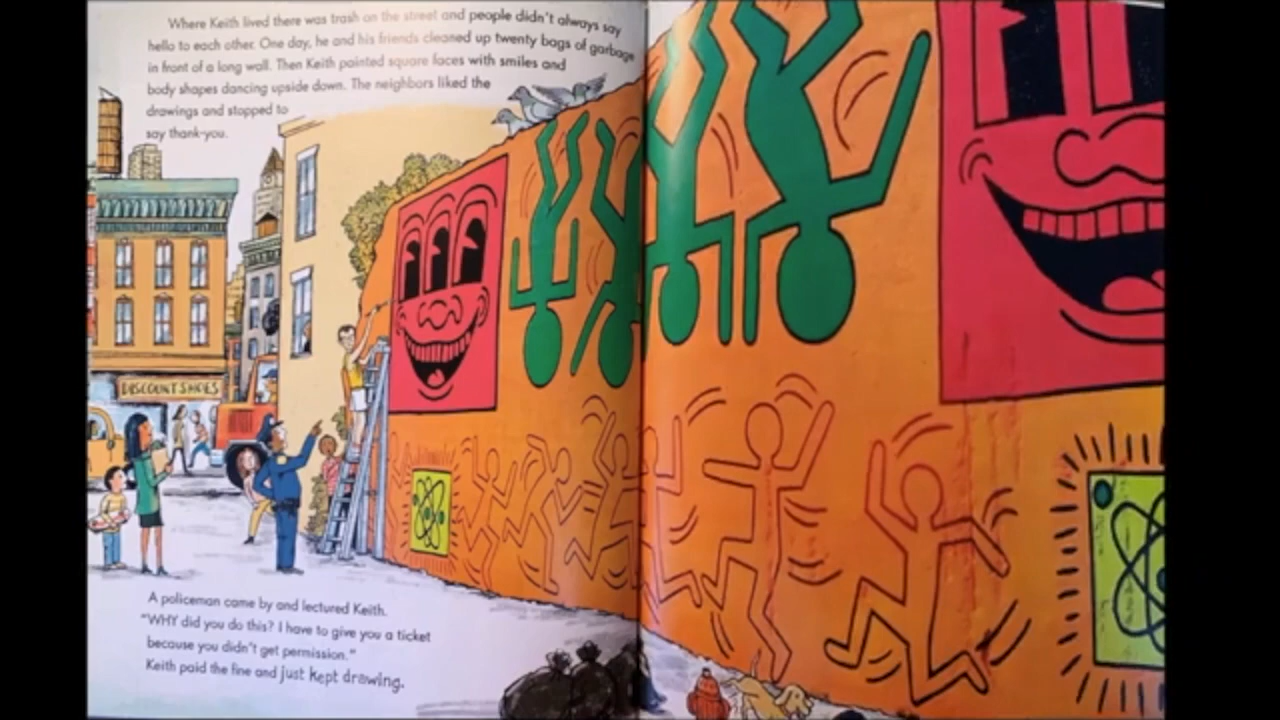 Where Keith lived there was trash on the street and people didn't always say
hello to each other. One day, he and his friends cleaned up twenty bags of garbage
in front of a long wall. Then Keith painted square faces with smiles and
body shapes dancing upside down. The neighbors liked the
drawings and stopped to
say thank-you.
DISCOUNT SHOES
A policeman came by and lectured Keith.
"WHY did you do this? I have to give you a ticket
because you didn't get permission."
Keith paid the fine and just kept drawing.